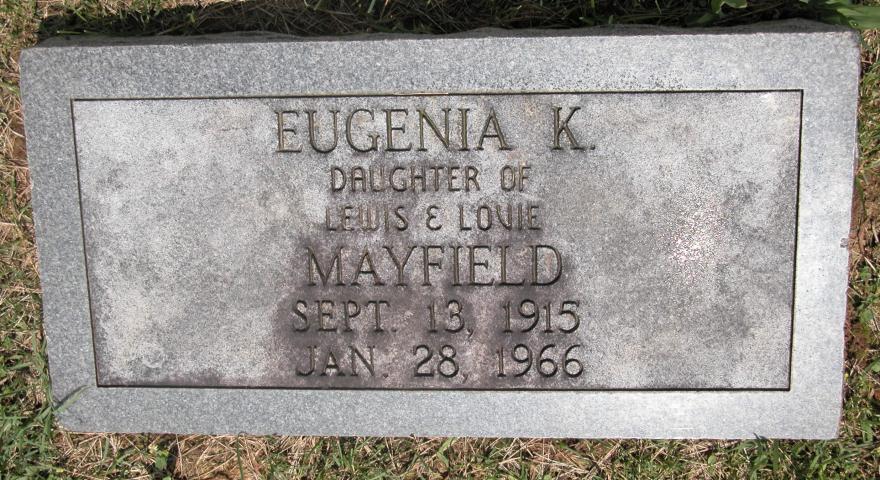 EUGENIA K.
DAUGHTER OF
LEWIS & LOVIE
MAYFIELD
SEPT. 13, 1915
JAN. 28, 1966